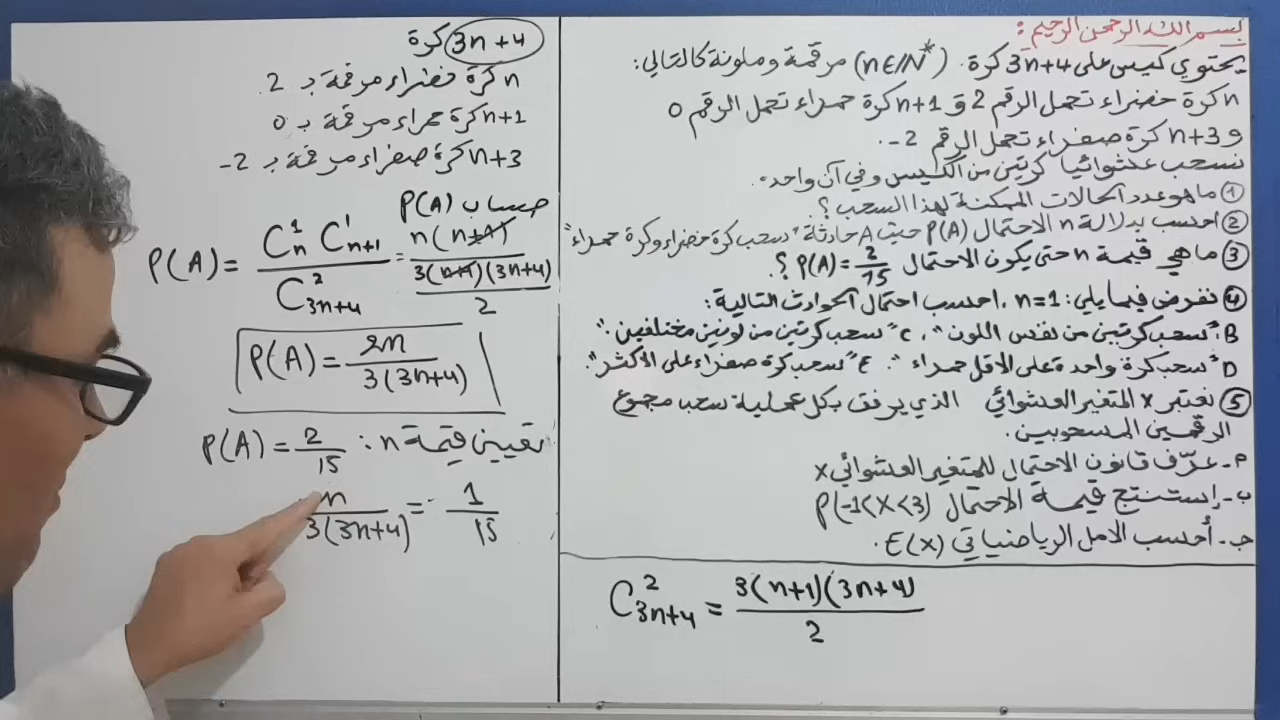 بسم الله الرحمن الرحيم:
يحتوي كيس على 3n+4 كرة. (n∈ℕ*) مرقمة وملونة كالتالي:
n كرة خضراء تحمل الرقم 2 و n+1 كرة حمراء تحمل الرقم 0
و n+3 كرة صفراء تحمل الرقم 2-.
نسحب عشوائيا كرتين من الكيس وفي آن واحد.
① ما هو عدد الحالات الممكنة لهذا السحب؟
② احسب بدلالة n الاحتمال P(A) حيث A حادثة "سحب كرة خضراء وكرة حمراء"
③ ما هي قيمة n حتى يكون الاحتمال P(A)=2/15 ؟
④ نفرض فيما يلي: n=1، احسب احتمال الحوادث التالية:
B: "سحب كرتين من نفس اللون"، C "سحب كرتين من لونين مختلفين".
D "سحب كرة واحدة على الاقل حمراء". E "سحب كرة صفراء على الأكثر".
⑤ نعتبر X المتغير العشوائي الذي يرفق بكل عملية سحب مجموع
الرقمين المسحوبين.
أ- عرّف قانون الاحتمال للمتغير العشوائي X
ب- إستنتج قيمة الاحتمال P(-1<X<3)
ج- أحسب الامل الرياضياتي E(X).
C²₃ₙ₊₄ = 3(n+1)(3n+4)/2
3n+4 كرة
n كرة خضراء مرقمة بـ 2
n+1 كرة حمراء مرقمة بـ 0
n+3 كرة صفراء مرقمة بـ 2-
حساب P(A)
P(A) = C¹ₙ C¹ₙ₊₁ / C²₃ₙ₊₄ = n(n+1) / (3(n+1)(3n+4)/2)
P(A) = 2n / 3(3n+4)
تعيين قيمة n: P(A) = 2/15
n / 3(3n+4) = 1/15